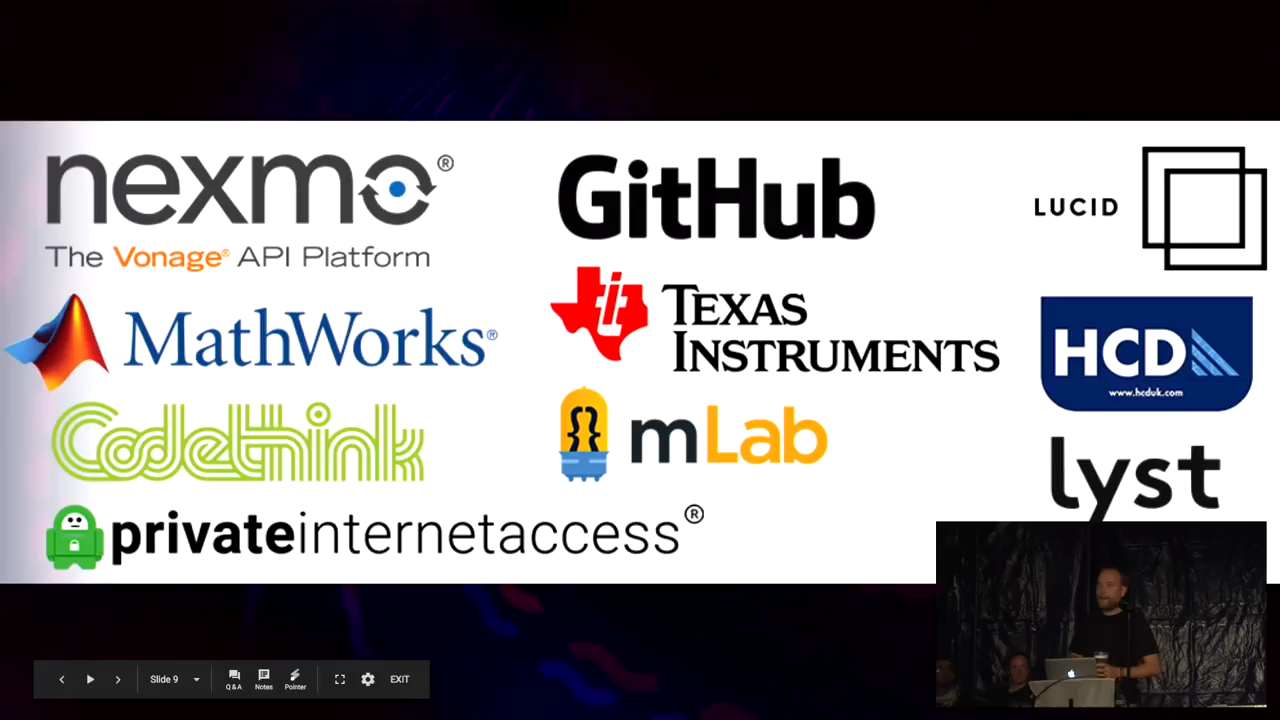 nexmo®
The Vonage® API Platform
GitHub
LUCID
MathWorks®
TEXAS
INSTRUMENTS
HCD
www.hcduk.com
Codethink
mLab
lyst
privateinternetaccess®
Slide 9
Q&A
Notes
Pointer
EXIT